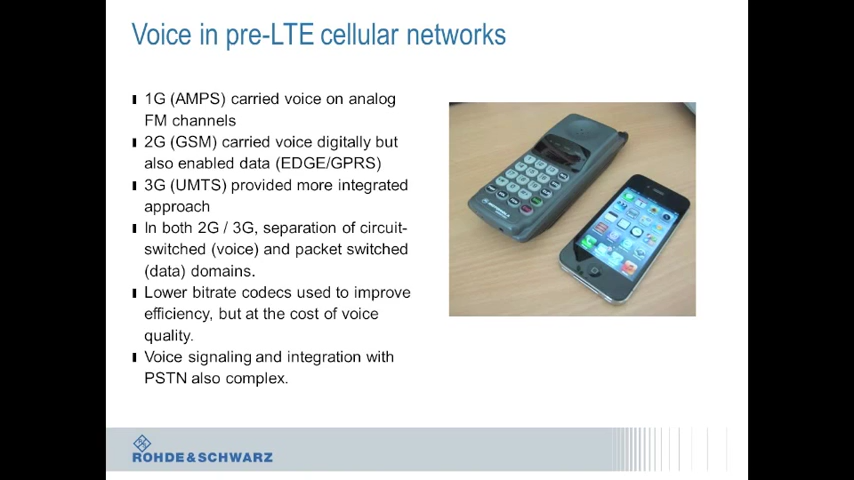 Voice in pre-LTE cellular networks
1G (AMPS) carried voice on analog
FM channels
2G (GSM) carried voice digitally but
also enabled data (EDGE/GPRS)
3G (UMTS) provided more integrated
approach
In both 2G / 3G, separation of circuit-
switched (voice) and packet switched
(data) domains.
Lower bitrate codecs used to improve
efficiency, but at the cost of voice
quality.
Voice signaling and integration with
PSTN also complex.
ROHDE & SCHWARZ